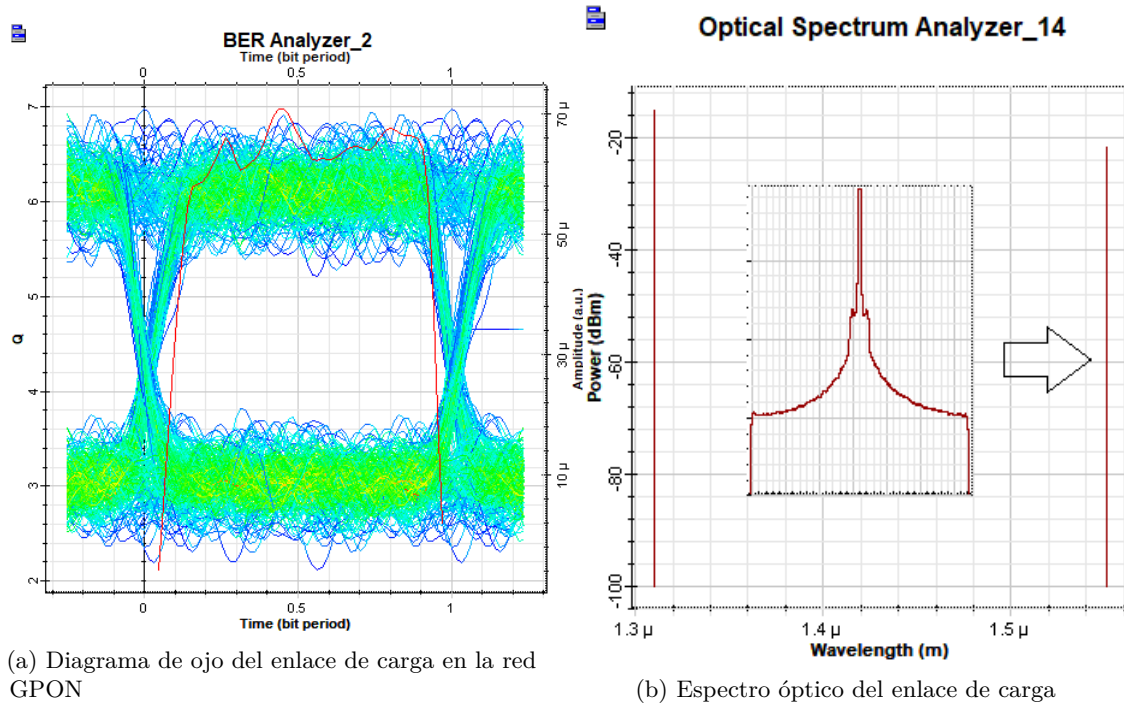 BER Analyzer_2
Time (bit period)
0 0.5 1
7
6
5
4
3
2
Q
70 µ
50 µ
30 µ
10 µ
Amplitude (a.u.)
0 0.5 1
Time (bit period)
(a) Diagrama de ojo del enlace de carga en la red
GPON
Optical Spectrum Analyzer_14
-20
-40
-60
-80
-100
Power (dBm)
1.3 µ 1.4 µ 1.5 µ
Wavelength (m)
(b) Espectro óptico del enlace de carga